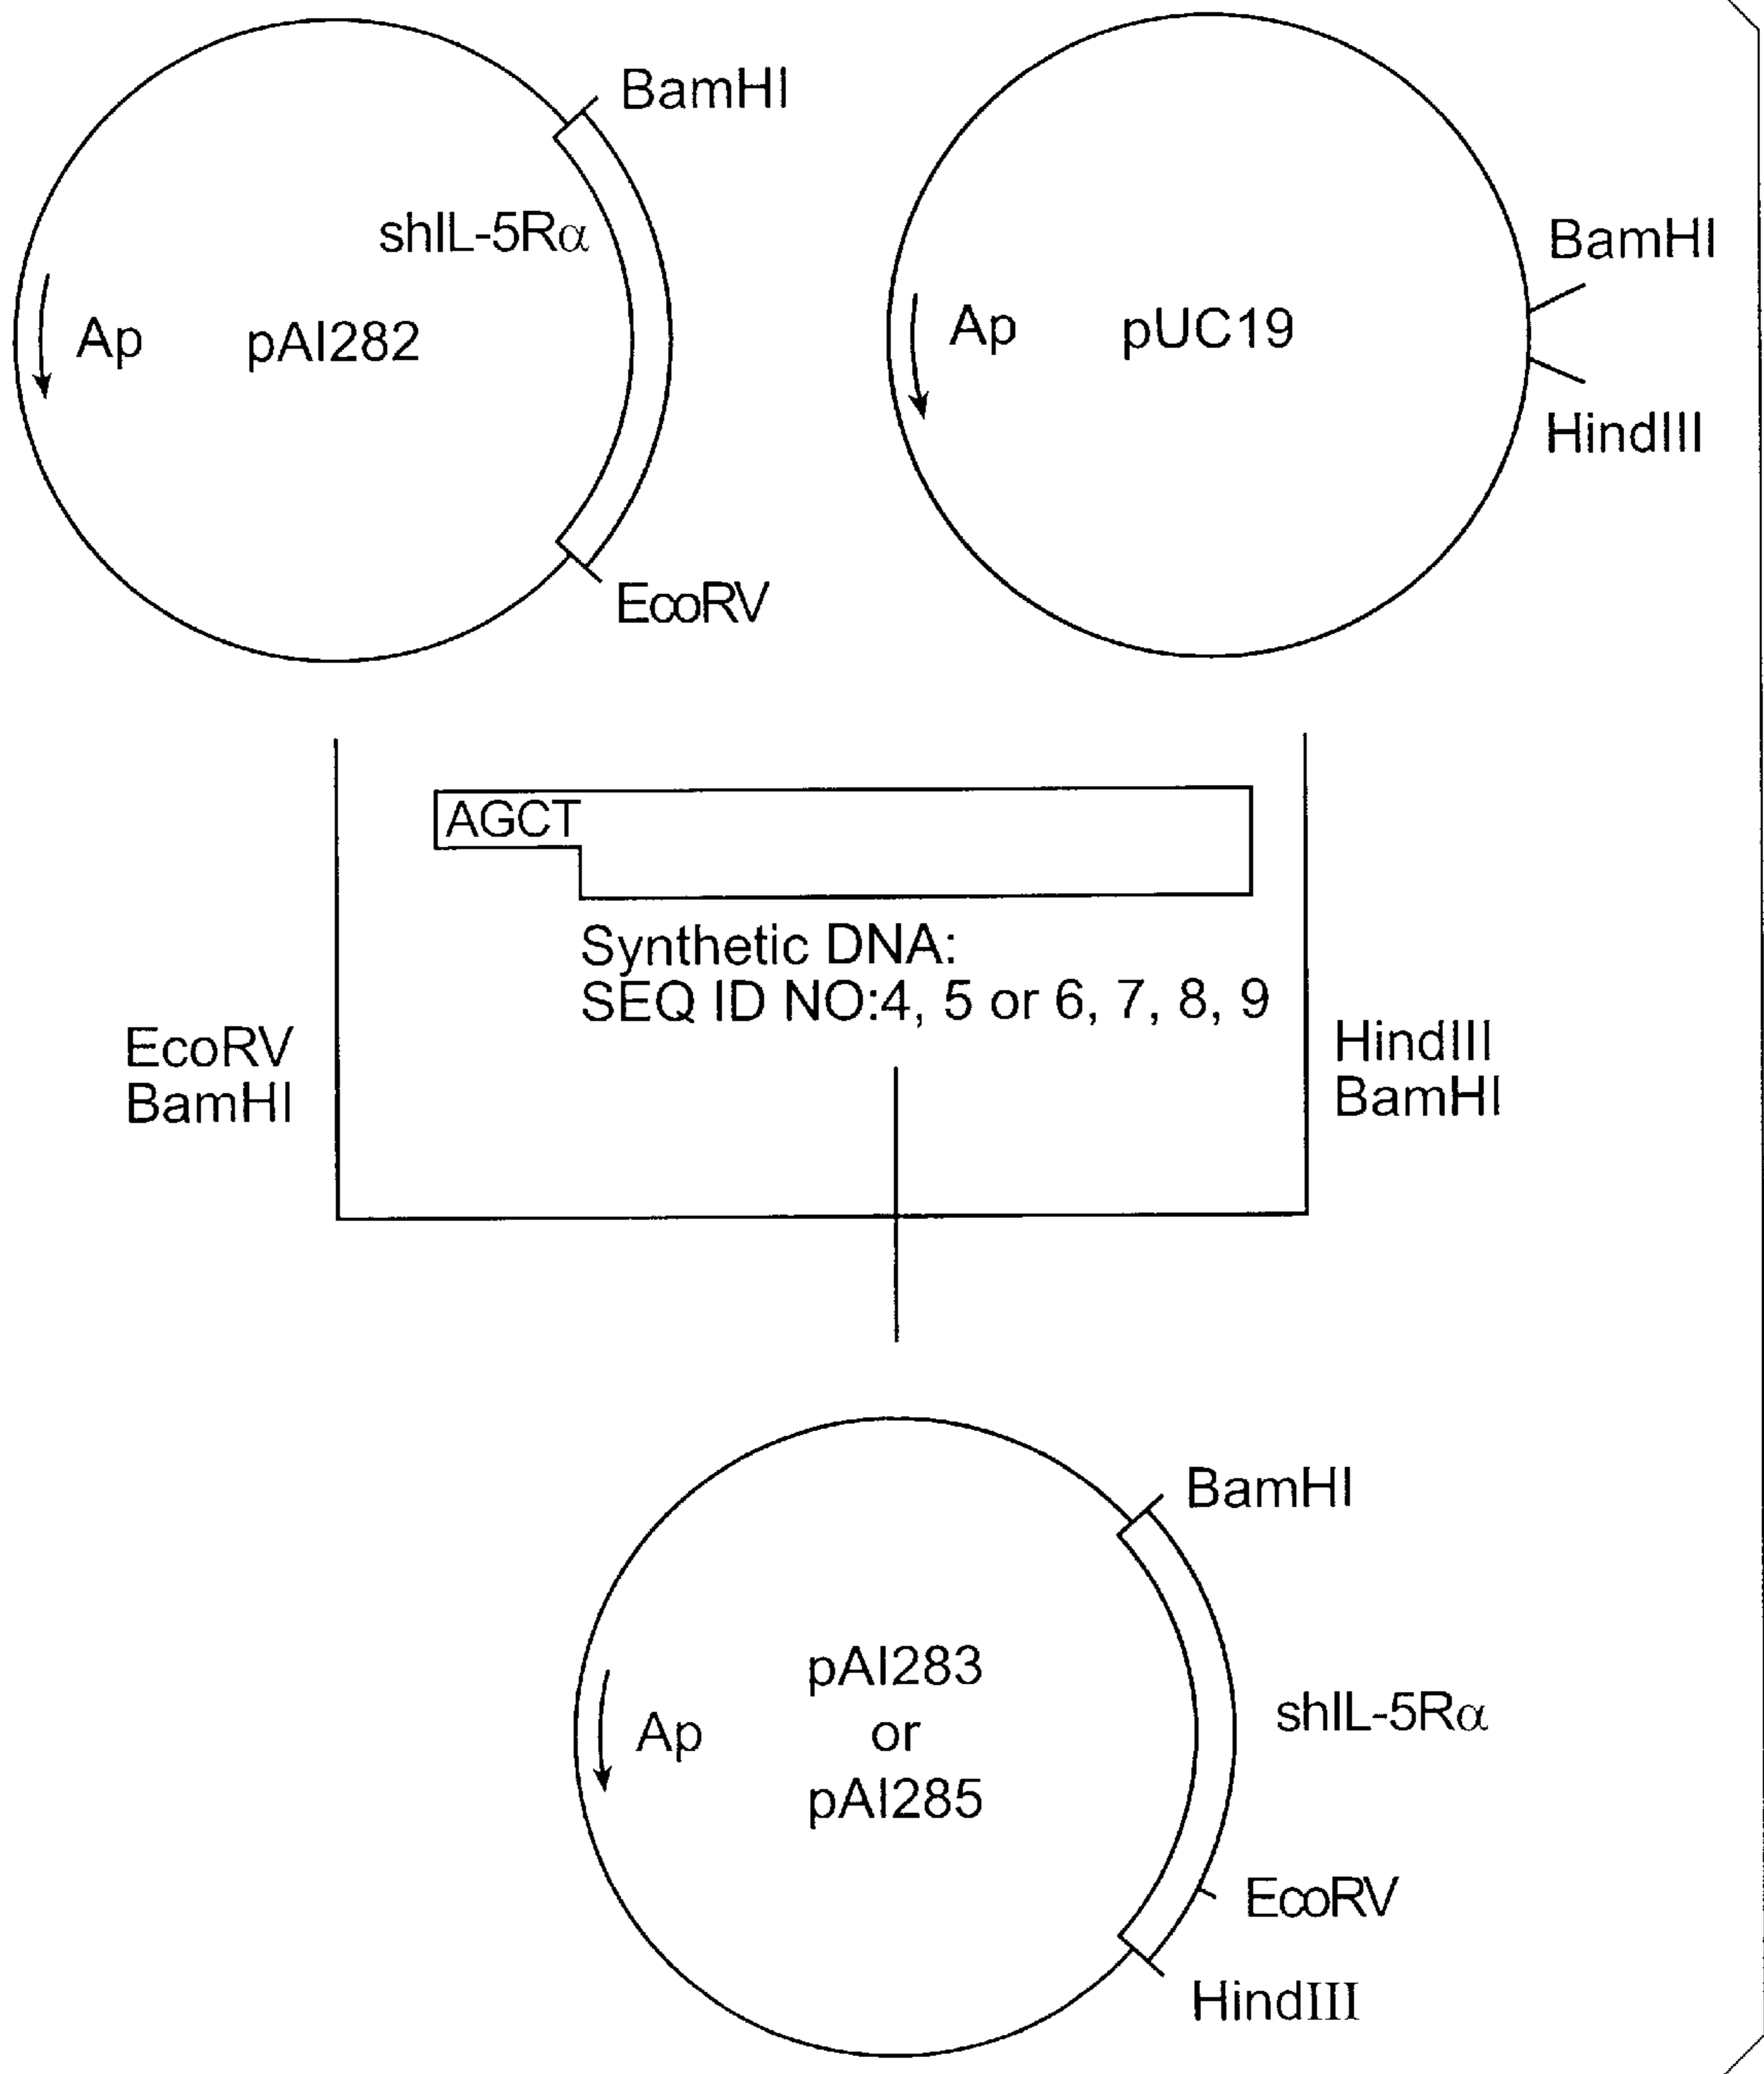 BamHI
shIL-5Rα
Ap
pAI282
EcoRV
BamHI
Ap
pUC19
HindIII
AGCT
Synthetic DNA:
SEQ ID NO:4, 5 or 6, 7, 8, 9
EcoRV
BamHI
HindIII
BamHI
BamHI
pAI283
or
pAI285
Ap
shIL-5Rα
EcoRV
HindIII